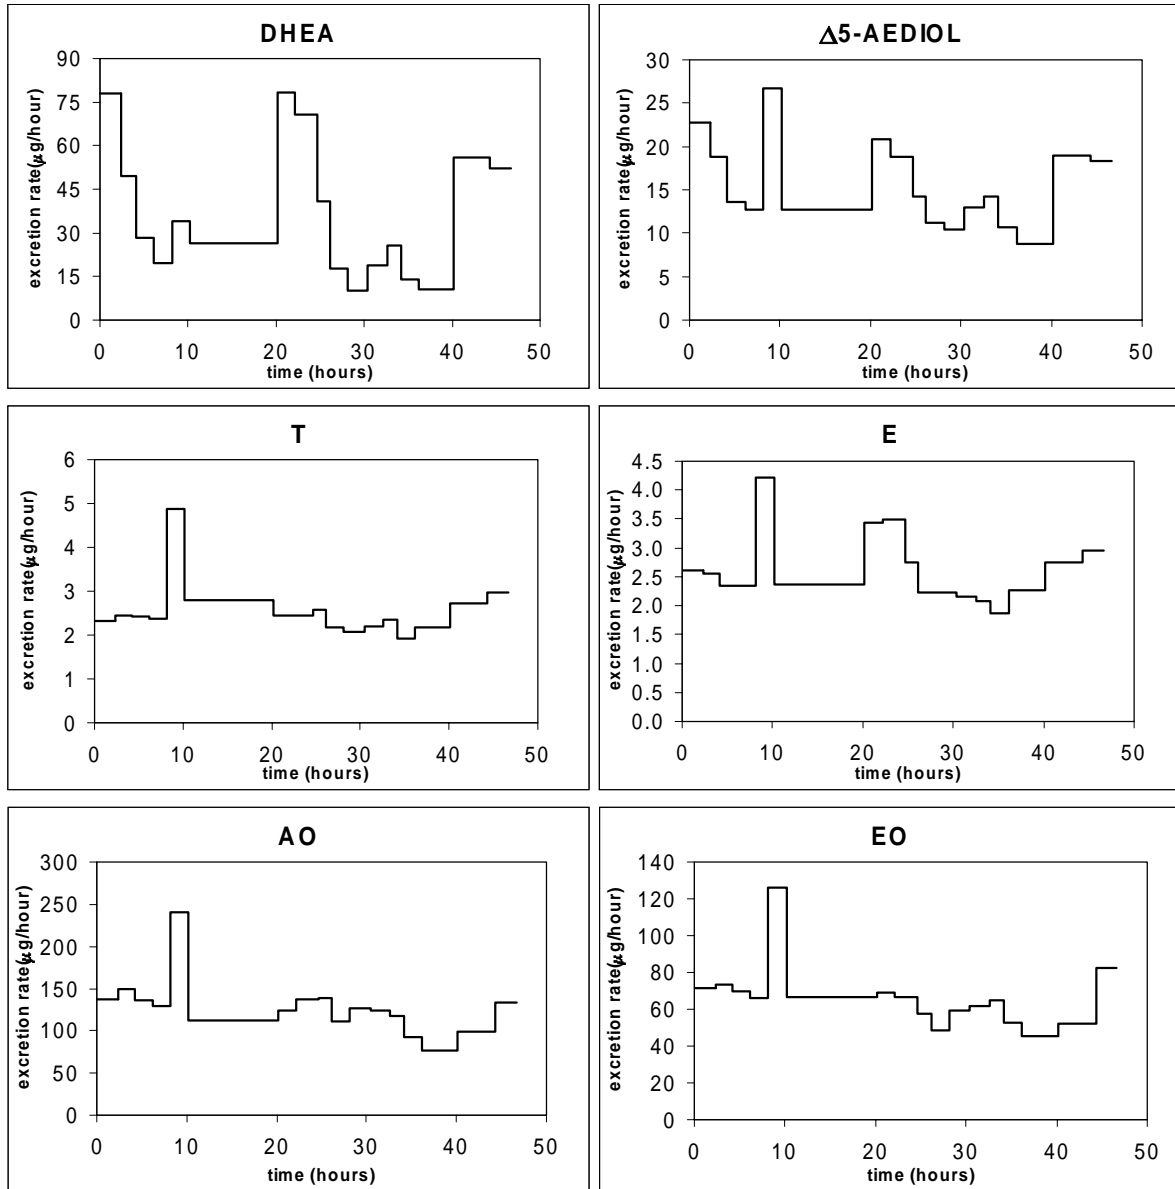 DHEA
90
75
60
45
30
15
0
excretion rate(μg/hour)
0 10 20 30 40 50
time (hours)
Δ5-AEDIOL
30
25
20
15
10
5
0
excretion rate(μg/hour)
0 10 20 30 40 50
time (hours)
T
6
5
4
3
2
1
0
excretion rate(μg/hour)
0 10 20 30 40 50
time (hours)
E
4.5
4.0
3.5
3.0
2.5
2.0
1.5
1.0
0.5
0.0
excretion rate(μg/hour)
0 10 20 30 40 50
time (hours)
AO
300
250
200
150
100
50
0
excretion rate(μg/hour)
0 10 20 30 40 50
time (hours)
EO
140
120
100
80
60
40
20
0
excretion rate(μg/hour)
0 10 20 30 40 50
time (hours)